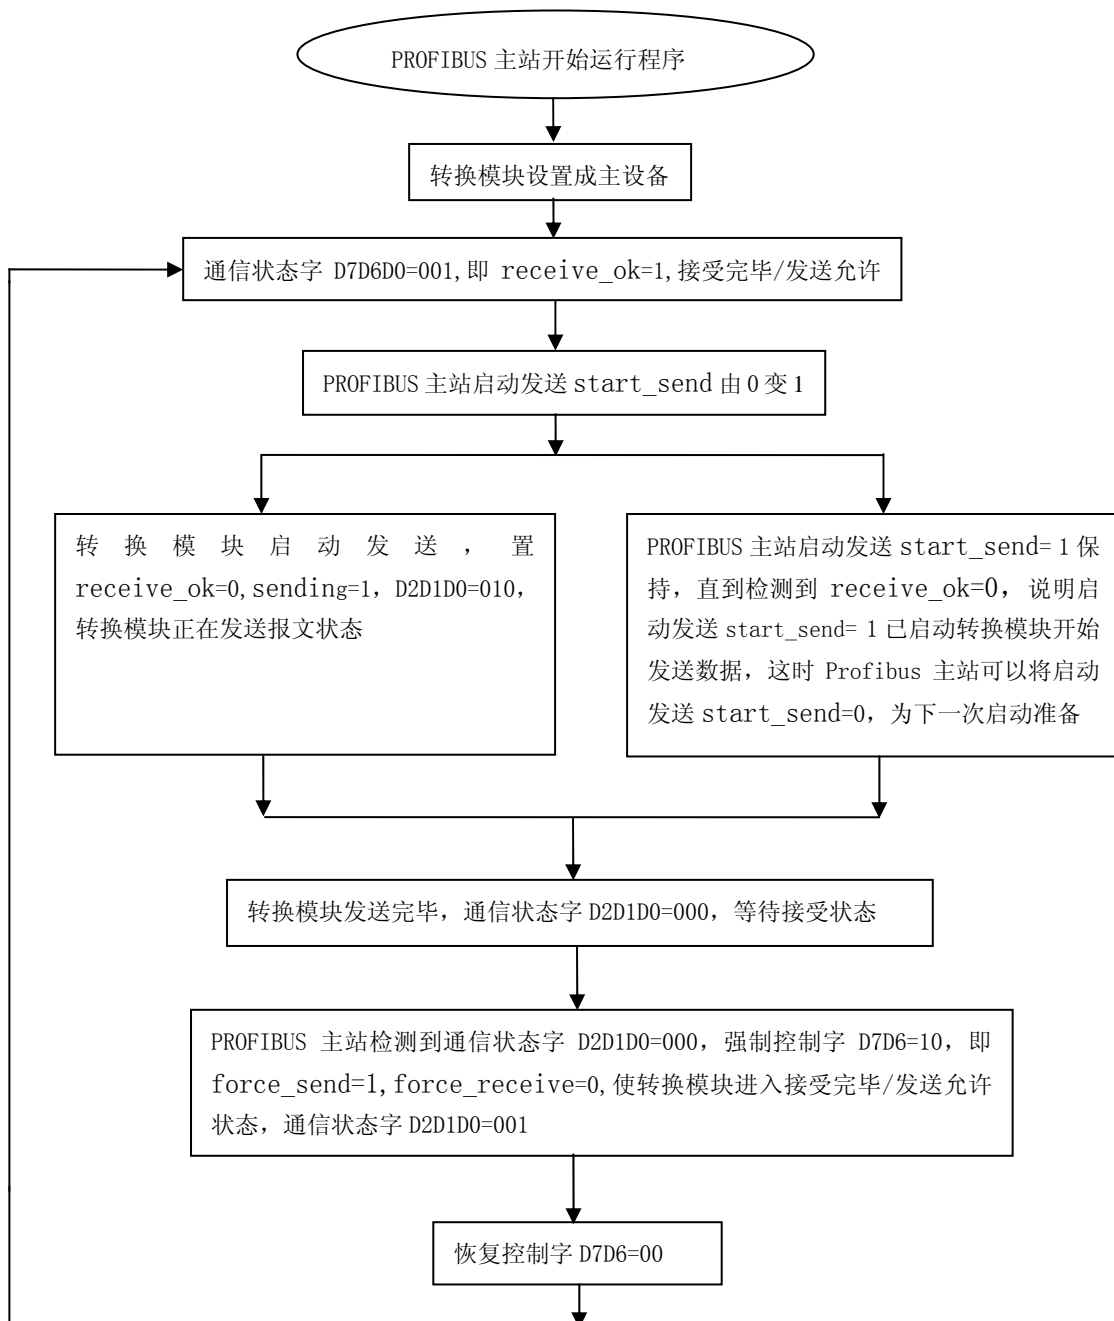 PROFIBUS 主站开始运行程序
转换模块设置成主设备
通信状态字 D7D6D0=001,即 receive_ok=1,接受完毕/发送允许
PROFIBUS 主站启动发送 start_send 由 0 变 1
转换模块启动发送，置
receive_ok=0,sending=1，D2D1D0=010，
转换模块正在发送报文状态
PROFIBUS 主站启动发送 start_send= 1 保
持，直到检测到 receive_ok=0，说明启
动发送 start_send= 1 已启动转换模块开始
发送数据，这时 Profibus 主站可以将启动
发送 start_send=0，为下一次启动准备
转换模块发送完毕，通信状态字 D2D1D0=000，等待接受状态
PROFIBUS 主站检测到通信状态字 D2D1D0=000，强制控制字 D7D6=10，即
force_send=1,force_receive=0,使转换模块进入接受完毕/发送允许
状态，通信状态字 D2D1D0=001
恢复控制字 D7D6=00